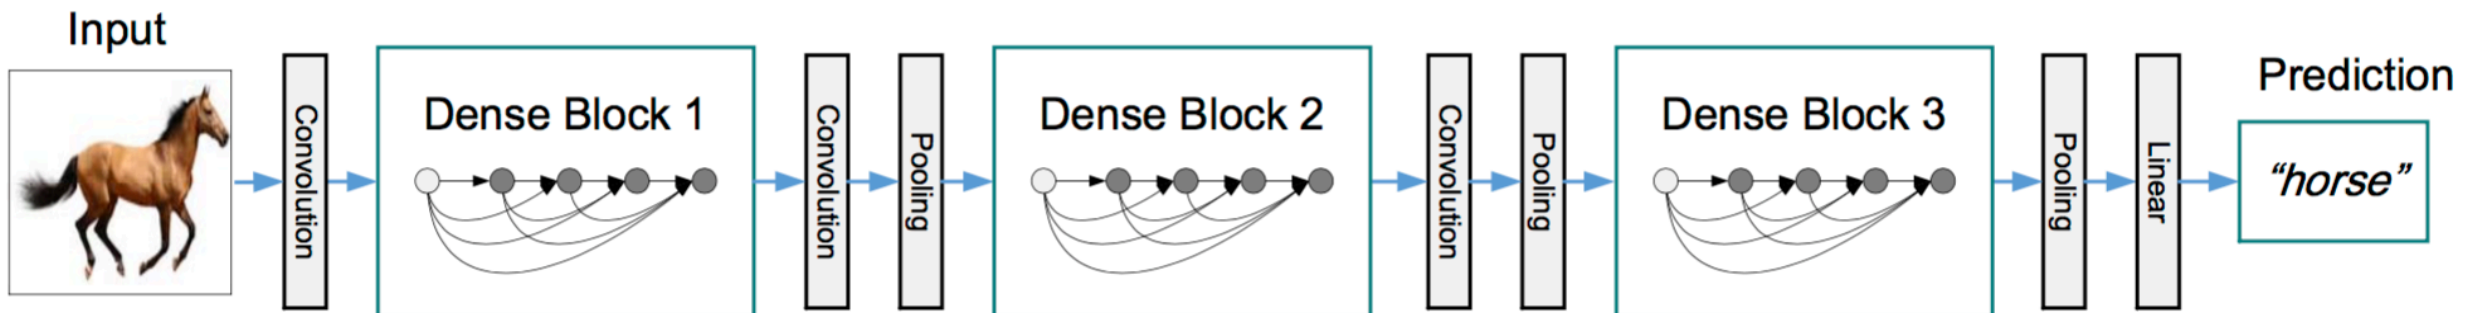 Input
Convolution
Dense Block 1
Convolution
Pooling
Dense Block 2
Convolution
Pooling
Dense Block 3
Pooling
Linear
Prediction
“horse”